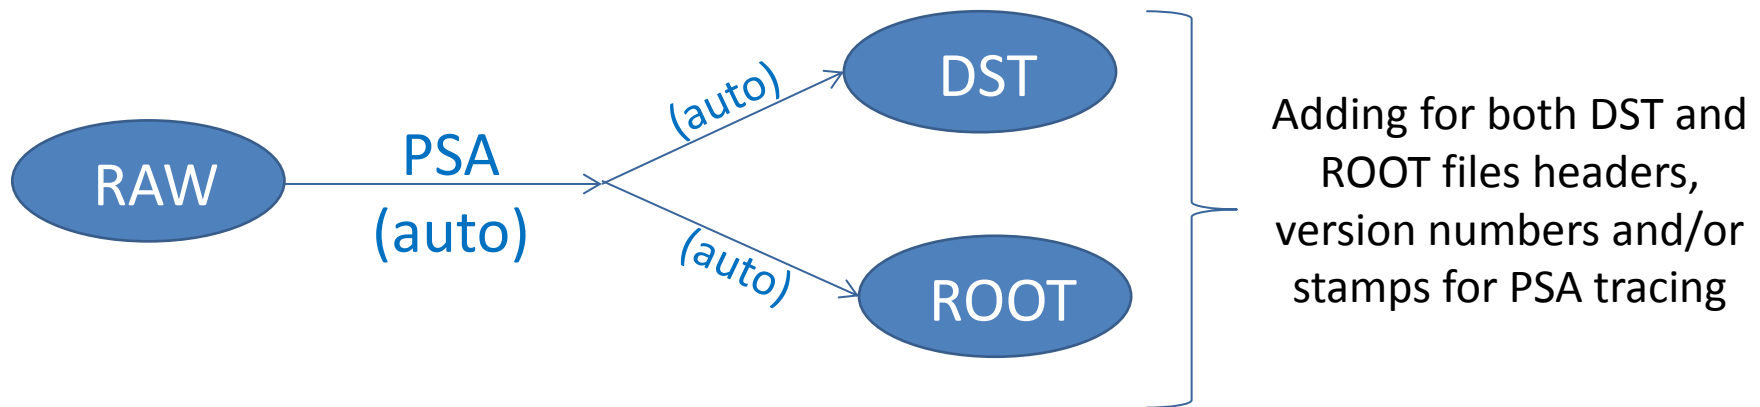 RAW
PSA
(auto)
(auto)
DST
(auto)
ROOT
Adding for both DST and
ROOT files headers,
version numbers and/or
stamps for PSA tracing